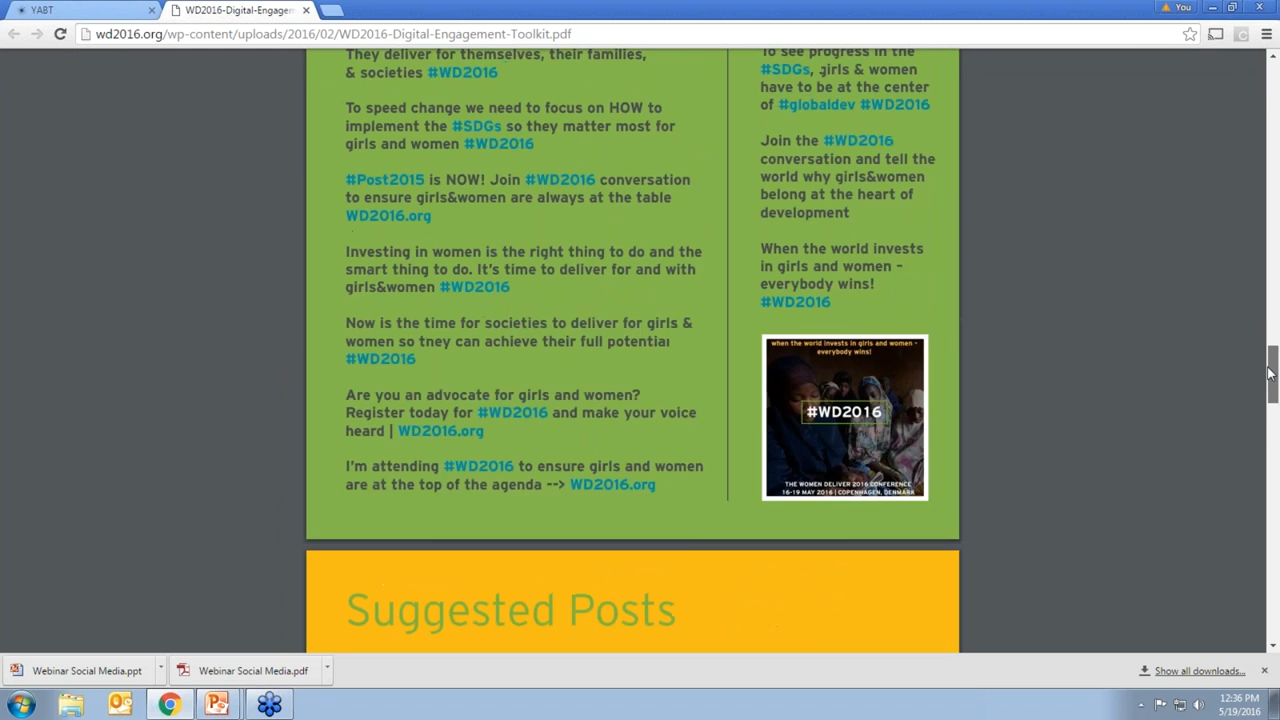 YABT
WD2016-Digital-Engagem
You
wd2016.org/wp-content/uploads/2016/02/WD2016-Digital-Engagement-Toolkit.pdf
They deliver for themselves, their families,
& societies #WD2016
To speed change we need to focus on HOW to
implement the #SDGs so they matter most for
girls and women #WD2016
#Post2015 is NOW! Join #WD2016 conversation
to ensure girls&women are always at the table
WD2016.org
Investing in women is the right thing to do and the
smart thing to do. It's time to deliver for and with
girls&women #WD2016
Now is the time for societies to deliver for girls &
women so they can achieve their full potential
#WD2016
Are you an advocate for girls and women?
Register today for #WD2016 and make your voice
heard | WD2016.org
I'm attending #WD2016 to ensure girls and women
are at the top of the agenda --> WD2016.org
To see progress in the
#SDGs, girls & women
have to be at the center
of #globaldev #WD2016
Join the #WD2016
conversation and tell the
world why girls&women
belong at the heart of
development
When the world invests
in girls and women –
everybody wins!
#WD2016
when the world invests in girls and women -
everybody wins!
#WD2016
THE WOMEN DELIVER 2016 CONFERENCE
16-19 MAY 2016 | COPENHAGEN, DENMARK
Suggested Posts
Webinar Social Media.ppt
Webinar Social Media.pdf
Show all downloads...
12:36 PM
5/19/2016